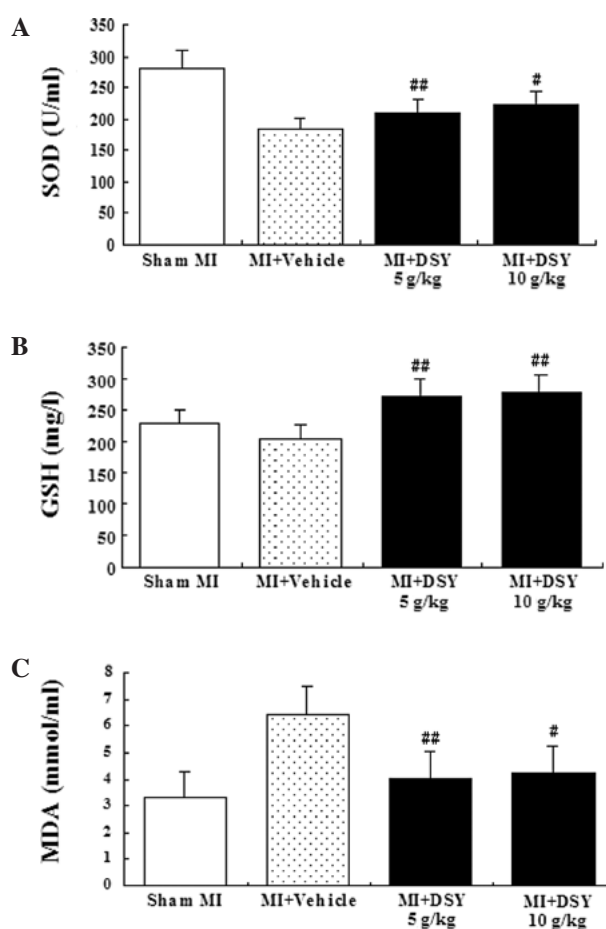 A
SOD (U/ml)
350
300
250
200
150
100
50
0
##
#
Sham MI
MI+Vehicle
MI+DSY
5 g/kg
MI+DSY
10 g/kg
B
GSH (mg/l)
350
300
250
200
150
100
50
0
##
##
Sham MI
MI+Vehicle
MI+DSY
5 g/kg
MI+DSY
10 g/kg
C
MDA (mmol/ml)
8
7
6
5
4
3
2
1
0
##
#
Sham MI
MI+Vehicle
MI+DSY
5 g/kg
MI+DSY
10 g/kg